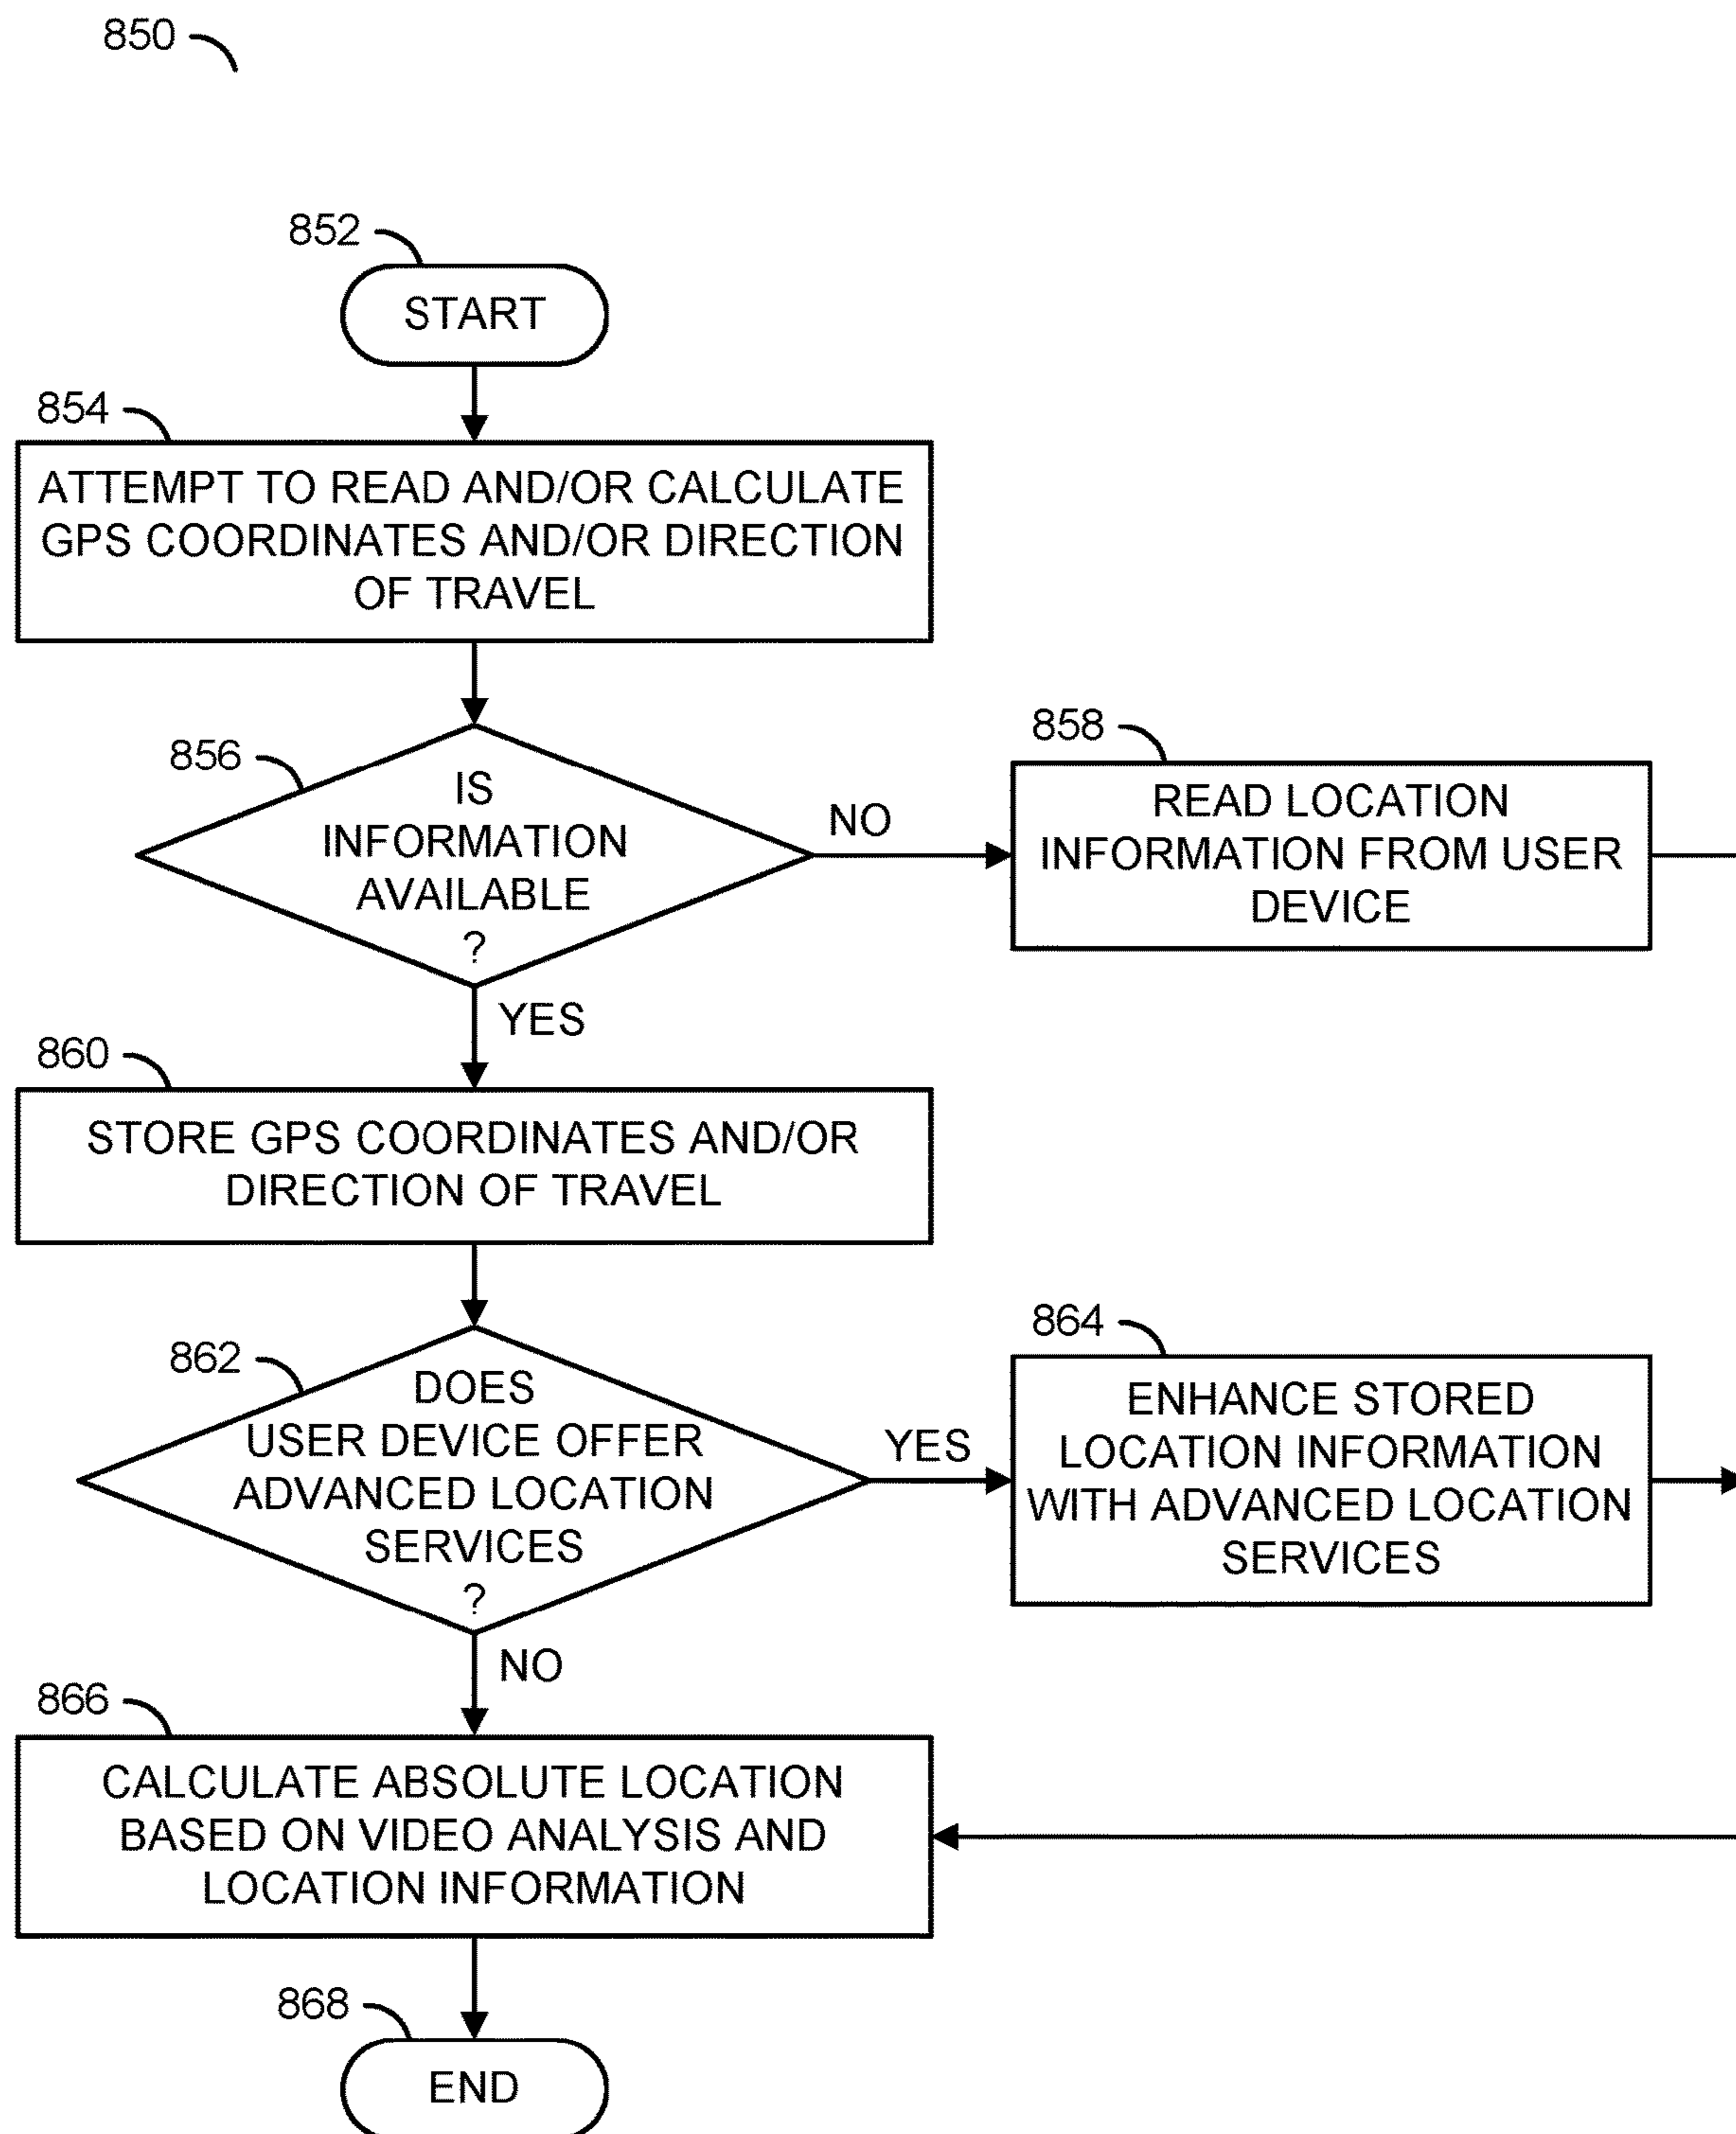 850
852
START
854
ATTEMPT TO READ AND/OR CALCULATE
GPS COORDINATES AND/OR DIRECTION
OF TRAVEL
856
IS
INFORMATION
AVAILABLE
?
NO
858
READ LOCATION
INFORMATION FROM USER
DEVICE
YES
860
STORE GPS COORDINATES AND/OR
DIRECTION OF TRAVEL
862
DOES
USER DEVICE OFFER
ADVANCED LOCATION
SERVICES
?
YES
864
ENHANCE STORED
LOCATION INFORMATION
WITH ADVANCED LOCATION
SERVICES
NO
866
CALCULATE ABSOLUTE LOCATION
BASED ON VIDEO ANALYSIS AND
LOCATION INFORMATION
868
END